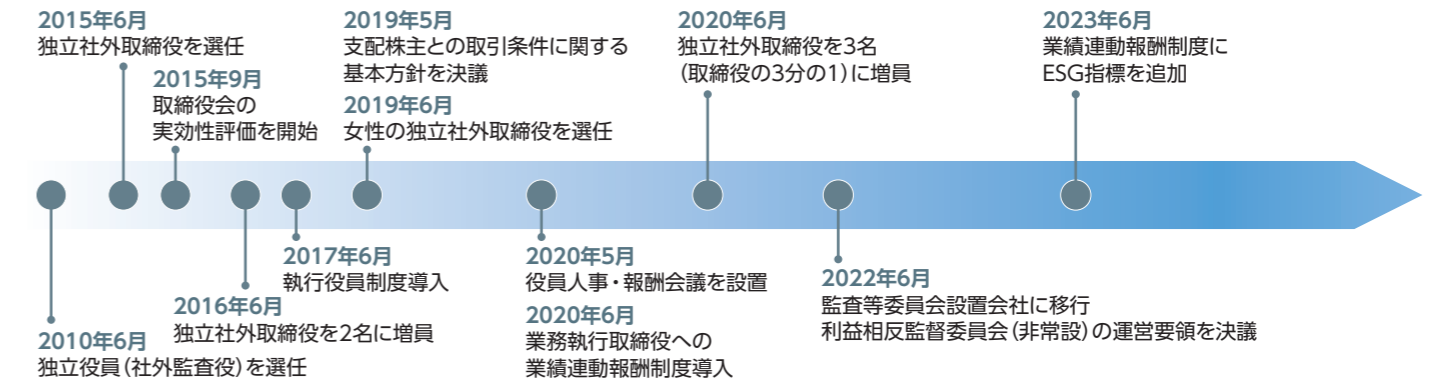 2015年6月
独立社外取締役を選任
2015年9月
取締役会の
実効性評価を開始
2019年5月
支配株主との取引条件に関する
基本方針を決議
2019年6月
女性の独立社外取締役を選任
2020年6月
独立社外取締役を3名
（取締役の3分の1）に増員
2023年6月
業績連動報酬制度に
ESG指標を追加
2010年6月
独立役員（社外監査役）を選任
2016年6月
独立社外取締役を2名に増員
2017年6月
執行役員制度導入
2020年5月
役員人事・報酬会議を設置
2020年6月
業務執行取締役への
業績連動報酬制度導入
2022年6月
監査等委員会設置会社に移行
利益相反監督委員会（非常設）の運営要領を決議